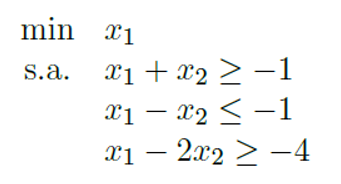 min x₁
s.a. x₁ + x₂ ≥ −1
x₁ − x₂ ≤ −1
x₁ − 2x₂ ≥ −4